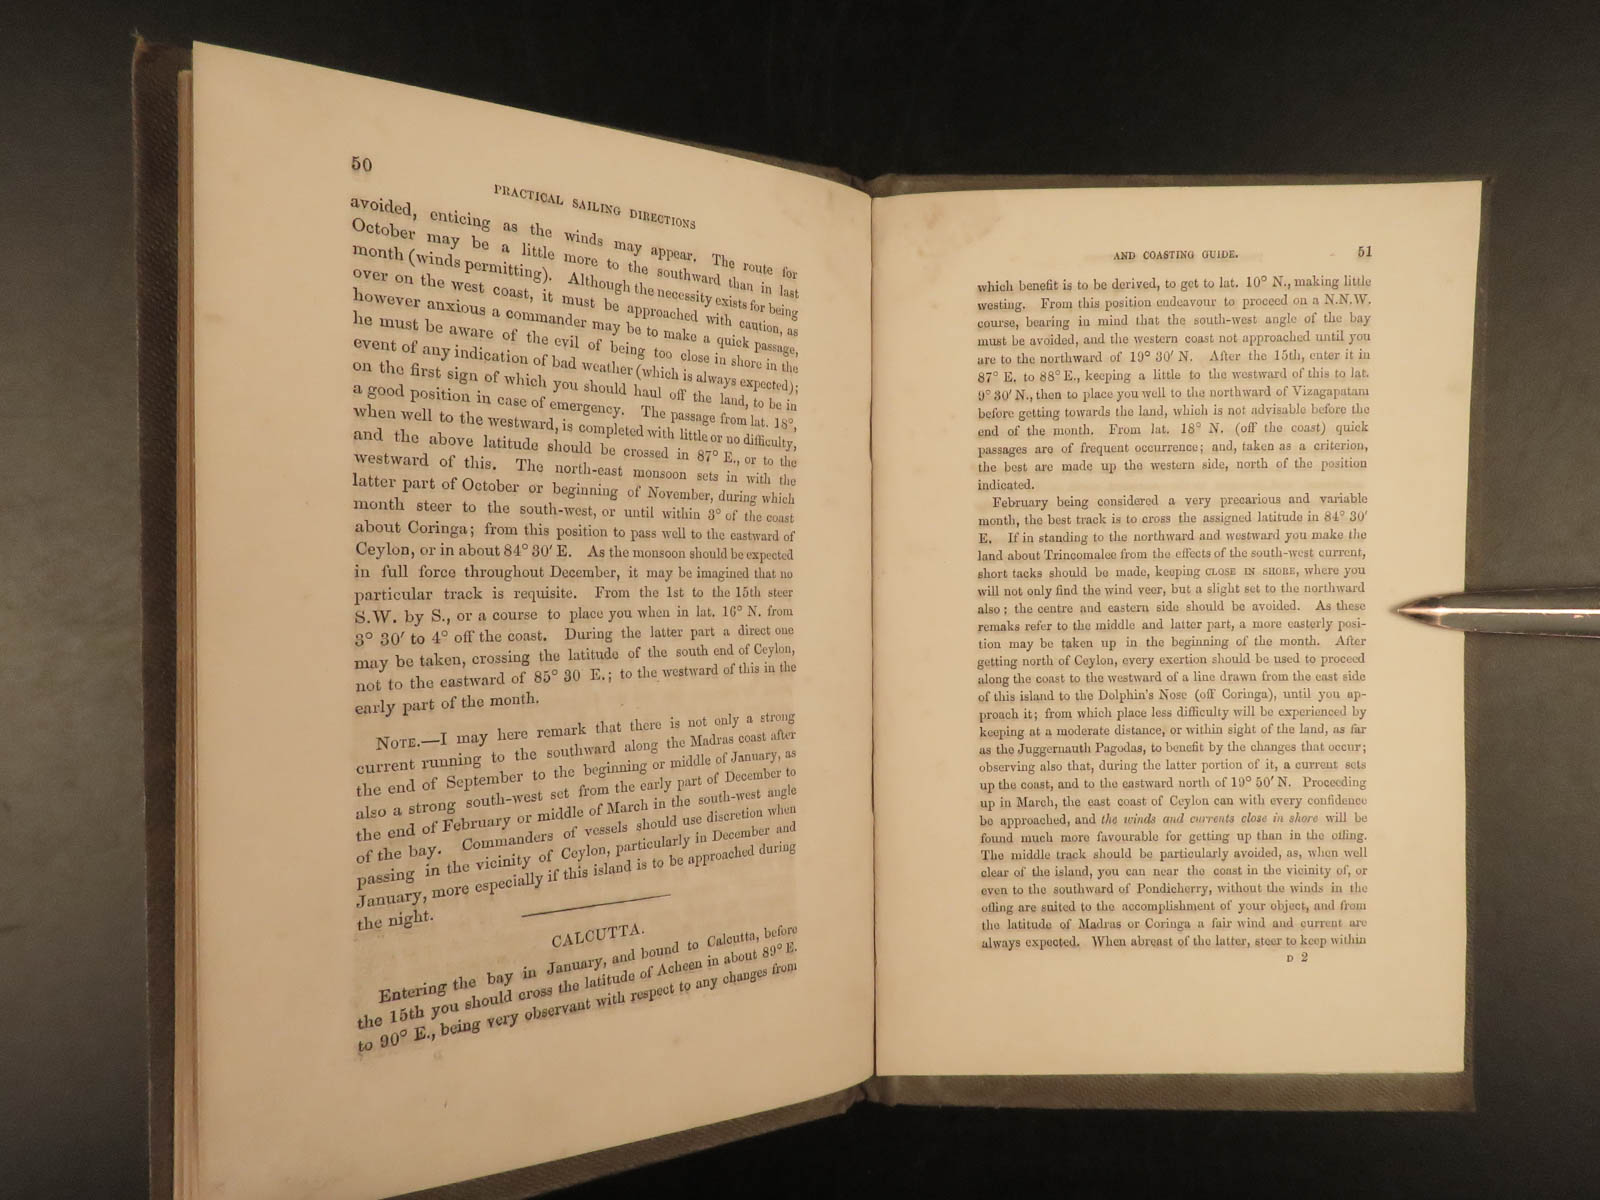 50
PRACTICAL SAILING DIRECTIONS
avoided, enticing as the winds may appear. The route for
October may be a little more to the southward than in last
month (winds permitting). Although the necessity exists for being
over on the west coast, it must be approached with caution, as
however anxious a commander may be to make a quick passage,
he must be aware of the evil of being too close in shore in the
event of any indication of bad weather (which is always expected);
on the first sign of which you should haul off the land, to be in
a good position in case of emergency. The passage from lat. 18°,
when well to the westward, is completed with little or no difficulty,
and the above latitude should be crossed in 87° E., or to the
westward of this. The north-east monsoon sets in with the
latter part of October or beginning of November, during which
month steer to the south-west, or until within 3° of the coast
about Coringa; from this position to pass well to the eastward of
Ceylon, or in about 84° 30' E. As the monsoon should be expected
in full force throughout December, it may be imagined that no
particular track is requisite. From the 1st to the 15th steer
S.W. by S., or a course to place you when in lat. 16° N. from
3° 30' to 4° off the coast. During the latter part a direct one
may be taken, crossing the latitude of the south end of Ceylon,
not to the eastward of 85° 30 E.; to the westward of this in the
early part of the month.
NOTE.—I may here remark that there is not only a strong
current running to the southward along the Madras coast after
the end of September to the beginning or middle of January, as
also a strong south-west set from the early part of December to
the end of February or middle of March in the south-west angle
of the bay. Commanders of vessels should use discretion when
passing in the vicinity of Ceylon, particularly in December and
January, more especially if this island is to be approached during
the night.
CALCUTTA.
Entering the bay in January, and bound to Calcutta, before
the 15th you should cross the latitude of Acheen in about 89° E.
to 90° E., being very observant with respect to any changes from
AND COASTING GUIDE. 51
which benefit is to be derived, to get to lat. 10° N., making little
westing. From this position endeavour to proceed on a N.N.W.
course, bearing in mind that the south-west angle of the bay
must be avoided, and the western coast not approached until you
are to the northward of 19° 30' N. After the 15th, enter it in
87° E. to 88° E., keeping a little to the westward of this to lat.
9° 30' N., then to place you well to the northward of Vizagapatam
before getting towards the land, which is not advisable before the
end of the month. From lat. 18° N. (off the coast) quick
passages are of frequent occurrence; and, taken as a criterion,
the best are made up the western side, north of the position
indicated.
February being considered a very precarious and variable
month, the best track is to cross the assigned latitude in 84° 30'
E. If in standing to the northward and westward you make the
land about Trincomalee from the effects of the south-west current,
short tacks should be made, keeping CLOSE IN SHORE, where you
will not only find the wind veer, but a slight set to the northward
also; the centre and eastern side should be avoided. As these
remaks refer to the middle and latter part, a more easterly posi-
tion may be taken up in the beginning of the month. After
getting north of Ceylon, every exertion should be used to proceed
along the coast to the westward of a line drawn from the east side
of this island to the Dolphin's Nose (off Coringa), until you ap-
proach it; from which place less difficulty will be experienced by
keeping at a moderate distance, or within sight of the land, as far
as the Juggernauth Pagodas, to benefit by the changes that occur;
observing also that, during the latter portion of it, a current sets
up the coast, and to the eastward north of 19° 50' N. Proceeding
up in March, the east coast of Ceylon can with every confidence
be approached, and the winds and currents close in shore will be
found much more favourable for getting up than in the offing.
The middle track should be particularly avoided, as, when well
clear of the island, you can near the coast in the vicinity of, or
even to the southward of Pondicherry, without the winds in the
offing are suited to the accomplishment of your object, and from
the latitude of Madras or Coringa a fair wind and current are
always expected. When abreast of the latter, steer to keep within
D 2